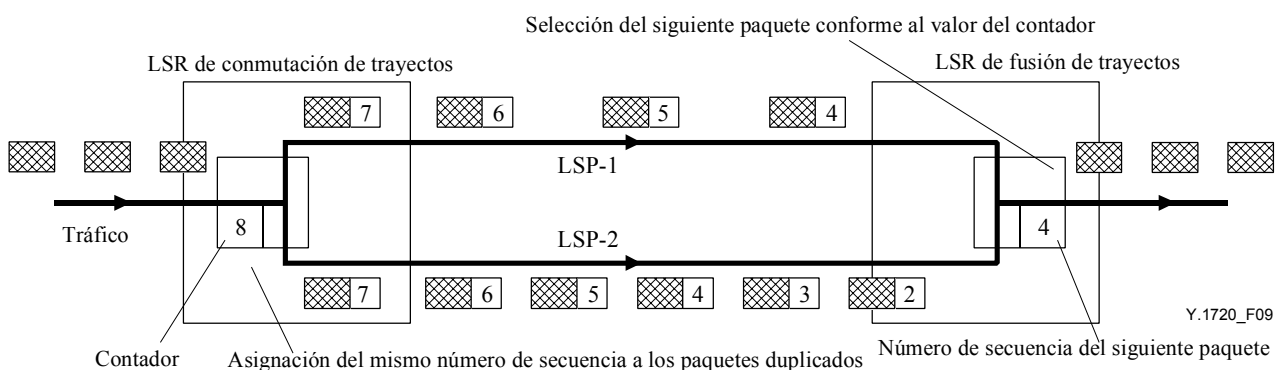 Selección del siguiente paquete conforme al valor del contador
LSR de conmutación de trayectos
LSR de fusión de trayectos
7
6
5
4
LSP-1
8
4
Tráfico
LSP-2
7
6
5
4
3
2
Y.1720_F09
Contador
Asignación del mismo número de secuencia a los paquetes duplicados
Número de secuencia del siguiente paquete